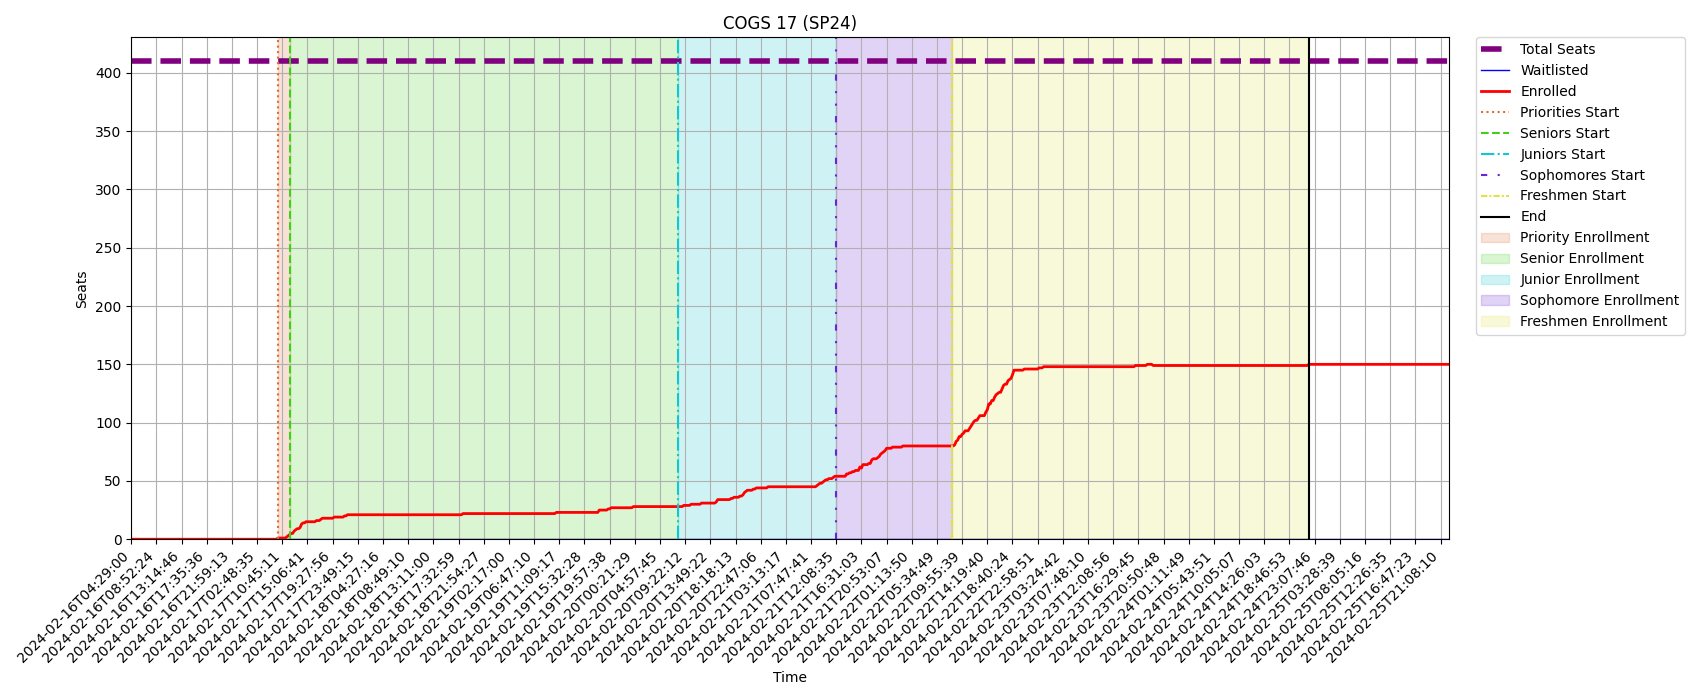 COGS 17 (SP24)
Seats
400
350
300
250
200
150
100
50
0
2024-02-16T04:29:00
2024-02-16T08:52:24
2024-02-16T13:14:46
2024-02-16T17:35:36
2024-02-16T21:59:13
2024-02-17T02:48:35
2024-02-17T10:45:11
2024-02-17T15:06:41
2024-02-17T19:27:56
2024-02-17T23:49:15
2024-02-18T04:27:16
2024-02-18T08:49:10
2024-02-18T13:11:00
2024-02-18T17:32:59
2024-02-18T21:54:27
2024-02-19T02:17:00
2024-02-19T06:47:10
2024-02-19T11:09:17
2024-02-19T15:32:28
2024-02-19T19:57:38
2024-02-20T00:21:29
2024-02-20T04:57:45
2024-02-20T09:22:12
2024-02-20T13:49:22
2024-02-20T18:18:13
2024-02-20T22:47:06
2024-02-21T03:13:17
2024-02-21T07:47:41
2024-02-21T12:08:35
2024-02-21T16:31:03
2024-02-21T20:53:07
2024-02-22T01:13:50
2024-02-22T05:34:49
2024-02-22T09:55:39
2024-02-22T14:19:40
2024-02-22T18:40:24
2024-02-22T22:58:51
2024-02-23T03:24:42
2024-02-23T07:48:10
2024-02-23T12:08:56
2024-02-23T16:29:45
2024-02-23T20:50:48
2024-02-24T01:11:49
2024-02-24T05:43:51
2024-02-24T10:05:07
2024-02-24T14:26:03
2024-02-24T18:46:53
2024-02-24T23:07:46
2024-02-25T03:28:39
2024-02-25T08:05:16
2024-02-25T12:26:35
2024-02-25T16:47:23
2024-02-25T21:08:10
Time
Total Seats
Waitlisted
Enrolled
Priorities Start
Seniors Start
Juniors Start
Sophomores Start
Freshmen Start
End
Priority Enrollment
Senior Enrollment
Junior Enrollment
Sophomore Enrollment
Freshmen Enrollment